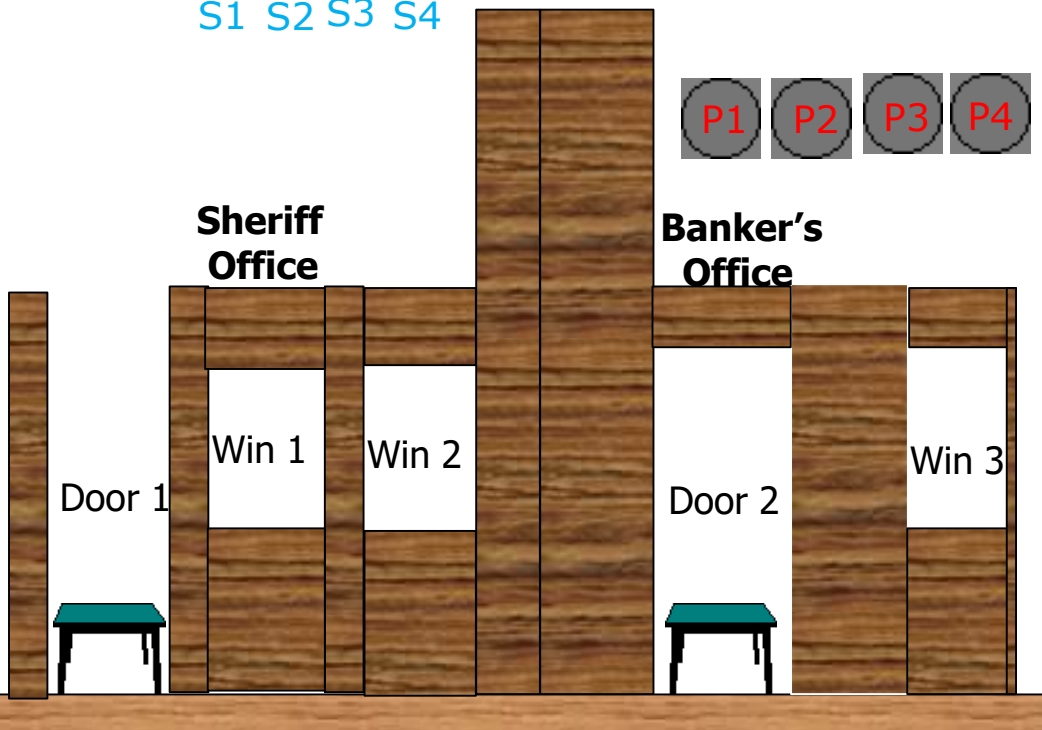 S1 S2 S3 S4
P1 P2 P3 P4
Sheriff
Office
Banker’s
Office
Win 1
Win 2
Win 3
Door 1
Door 2